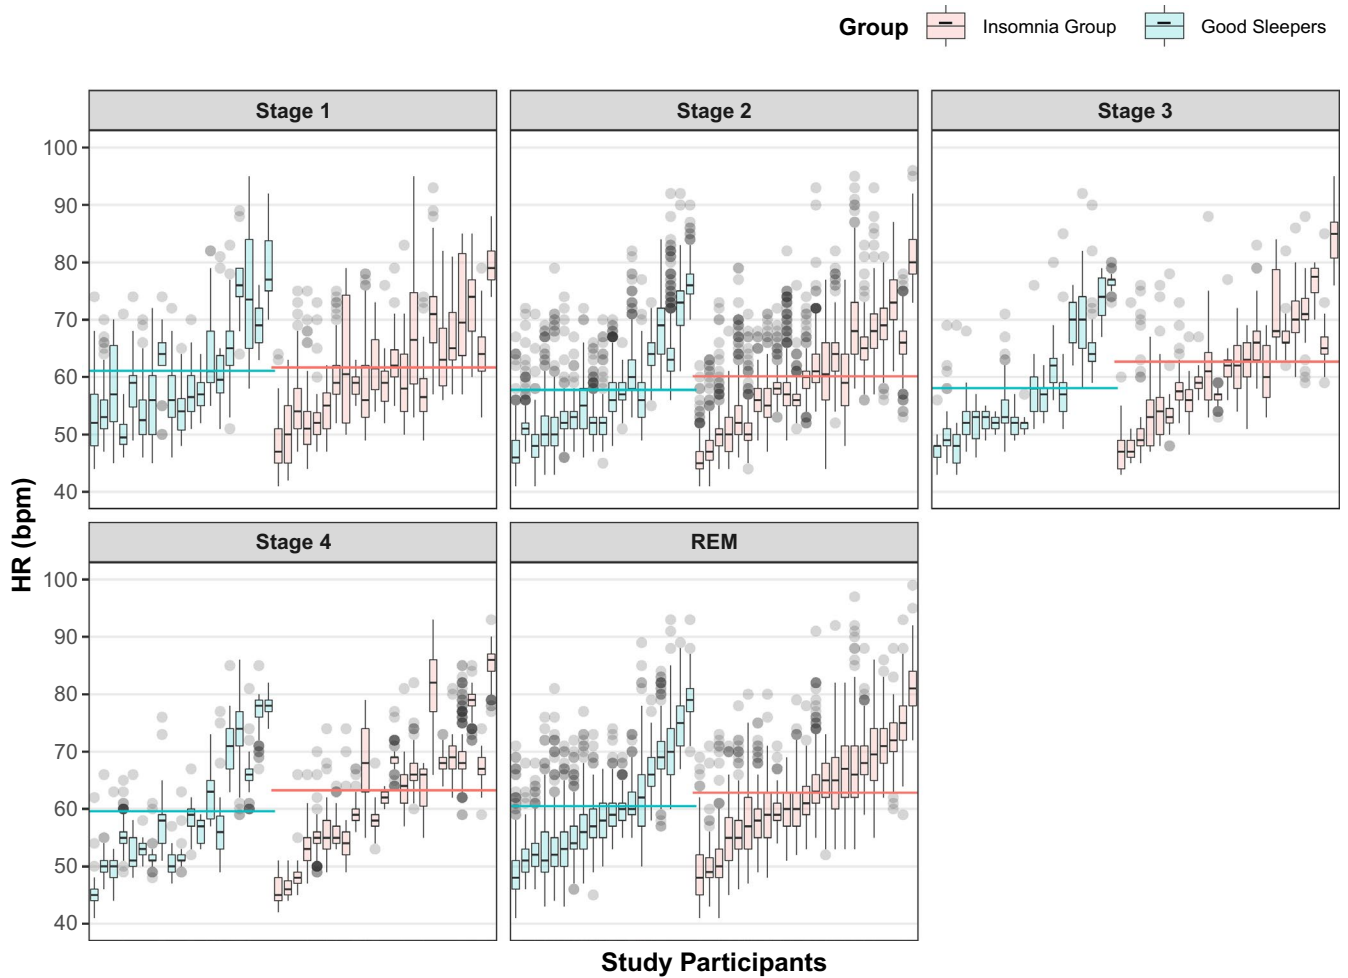 Group Insomnia Group Good Sleepers
Stage 1 Stage 2 Stage 3
100
90
80
70
60
50
40
HR (bpm)
Stage 4 REM
100
90
80
70
60
50
40
Study Participants